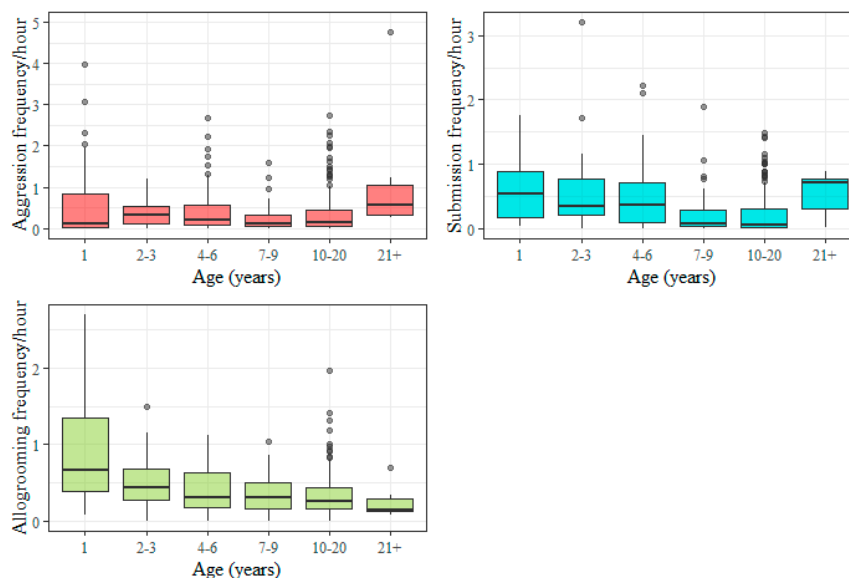 Aggression frequency/hour
5
4
3
2
1
0
1 2-3 4-6 7-9 10-20 21+
Age (years)
Submission frequency/hour
3
2
1
0
1 2-3 4-6 7-9 10-20 21+
Age (years)
Allogrooming frequency/hour
2
1
0
1 2-3 4-6 7-9 10-20 21+
Age (years)